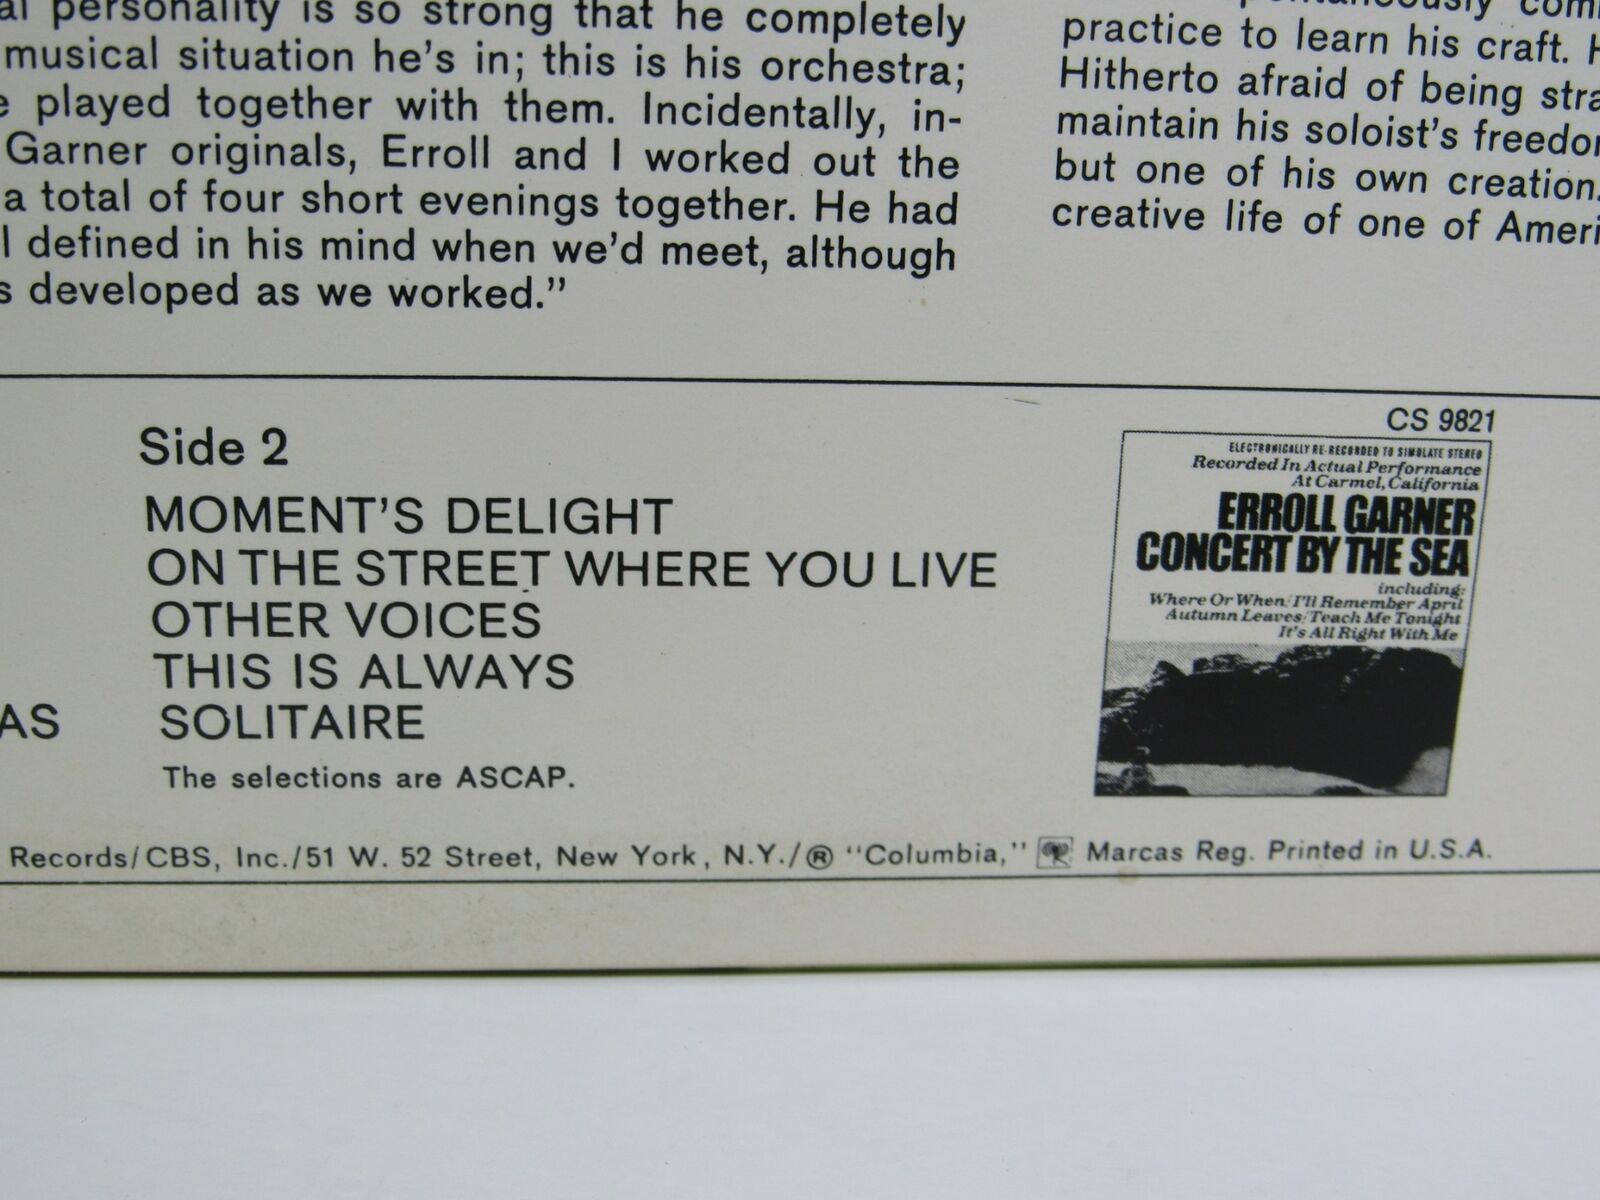 al personality is so strong that he completely
musical situation he's in; this is his orchestra;
e played together with them. Incidentally, in-
Garner originals, Erroll and I worked out the
a total of four short evenings together. He had
l defined in his mind when we'd meet, although
s developed as we worked."
practice to learn his craft. H
Hitherto afraid of being stra
maintain his soloist's freedom
but one of his own creation.
creative life of one of Ameri
Side 2
MOMENT'S DELIGHT
ON THE STREET WHERE YOU LIVE
OTHER VOICES
THIS IS ALWAYS
AS SOLITAIRE
The selections are ASCAP.
CS 9821
ELECTRONICALLY RE-RECORDED TO SIMULATE STEREO
Recorded In Actual Performance
At Carmel, California
ERROLL GARNER
CONCERT BY THE SEA
including:
Where Or When/I'll Remember April
Autumn Leaves/Teach Me Tonight
It's All Right With Me
Records/CBS, Inc./51 W. 52 Street, New York, N.Y./® "Columbia," Marcas Reg. Printed in U.S.A.